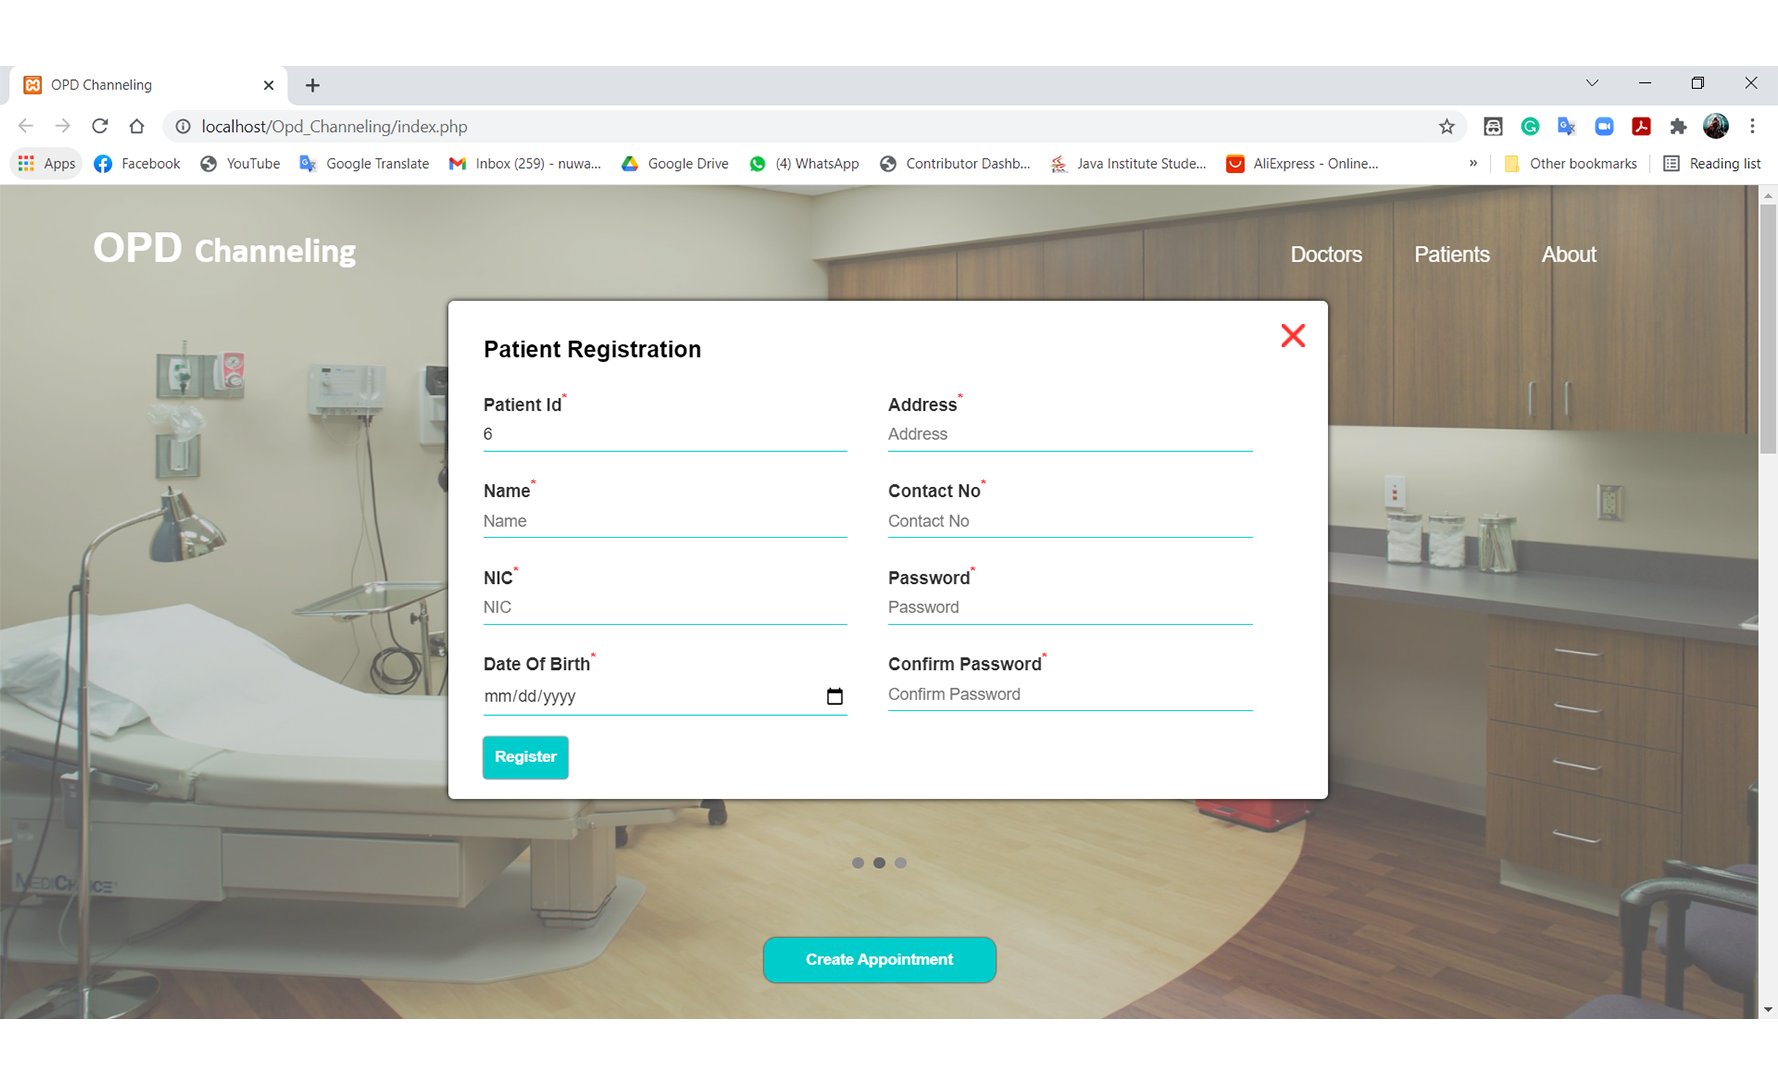 OPD Channeling
localhost/Opd_Channeling/index.php
Apps Facebook YouTube Google Translate Inbox (259) - nuwa... Google Drive (4) WhatsApp Contributor Dashb... Java Institute Stude... AliExpress - Online... » Other bookmarks Reading list
OPD Channeling
Doctors Patients About
Patient Registration
Patient Id*
6
Address*
Address
Name*
Name
Contact No*
Contact No
NIC*
NIC
Password*
Password
Date Of Birth*
mm/dd/yyyy
Confirm Password*
Confirm Password
Register
Create Appointment